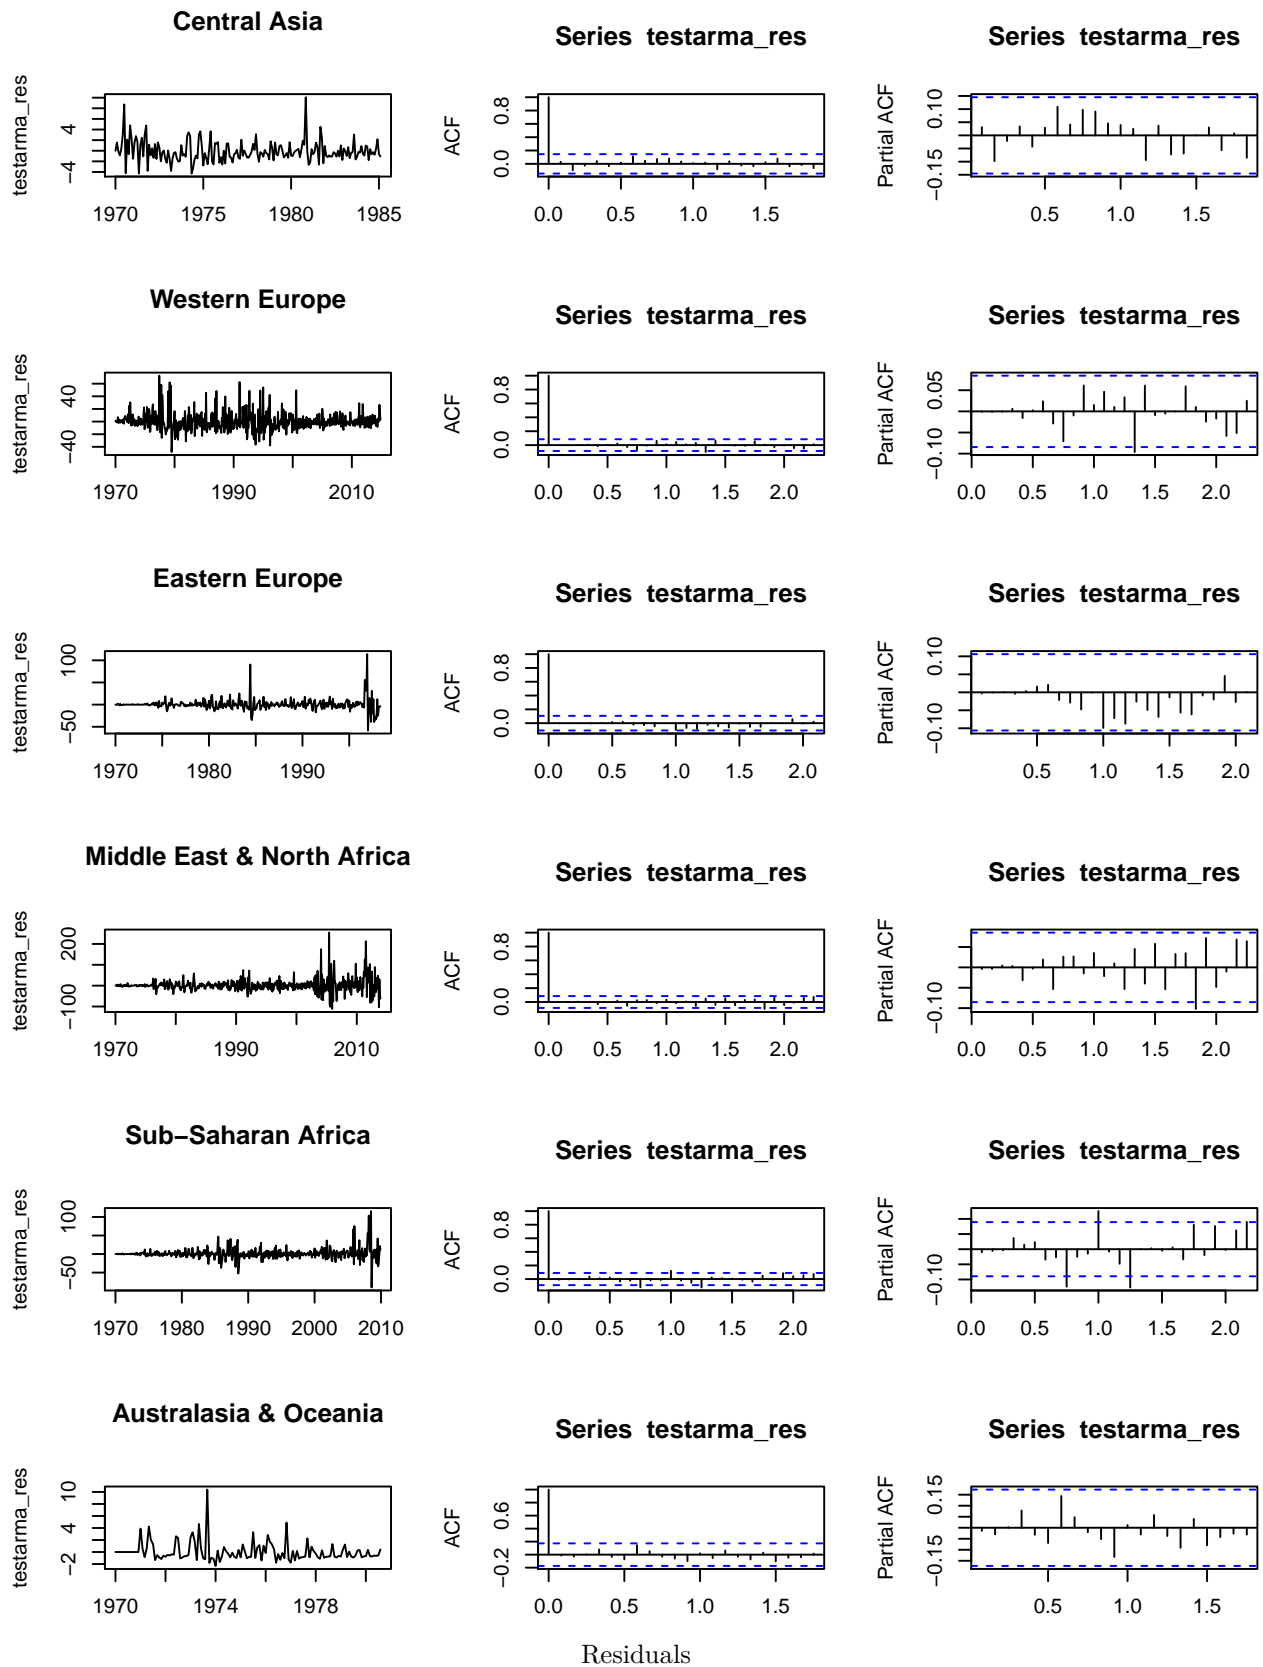 Central Asia
Series testarma_res
Series testarma_res
testarma_res
−4 4
1970 1975 1980 1985
ACF
0.0 0.8
0.0 0.5 1.0 1.5
Partial ACF
−0.15 0.10
0.5 1.0 1.5
Western Europe
Series testarma_res
Series testarma_res
testarma_res
−40 40
1970 1990 2010
ACF
0.0 0.8
0.0 0.5 1.0 1.5 2.0
Partial ACF
−0.10 0.05
0.0 0.5 1.0 1.5 2.0
Eastern Europe
Series testarma_res
Series testarma_res
testarma_res
−50 100
1970 1980 1990
ACF
0.0 0.8
0.0 0.5 1.0 1.5 2.0
Partial ACF
−0.10 0.10
0.5 1.0 1.5 2.0
Middle East & North Africa
Series testarma_res
Series testarma_res
testarma_res
−100 200
1970 1990 2010
ACF
0.0 0.8
0.0 0.5 1.0 1.5 2.0
Partial ACF
−0.10
0.0 0.5 1.0 1.5 2.0
Sub−Saharan Africa
Series testarma_res
Series testarma_res
testarma_res
−50 100
1970 1980 1990 2000 2010
ACF
0.0 0.8
0.0 0.5 1.0 1.5 2.0
Partial ACF
−0.10
0.0 0.5 1.0 1.5 2.0
Australasia & Oceania
Series testarma_res
Series testarma_res
testarma_res
−2 4 10
1970 1974 1978
ACF
−0.2 0.6
0.0 0.5 1.0 1.5
Partial ACF
−0.15 0.15
0.5 1.0 1.5
Residuals